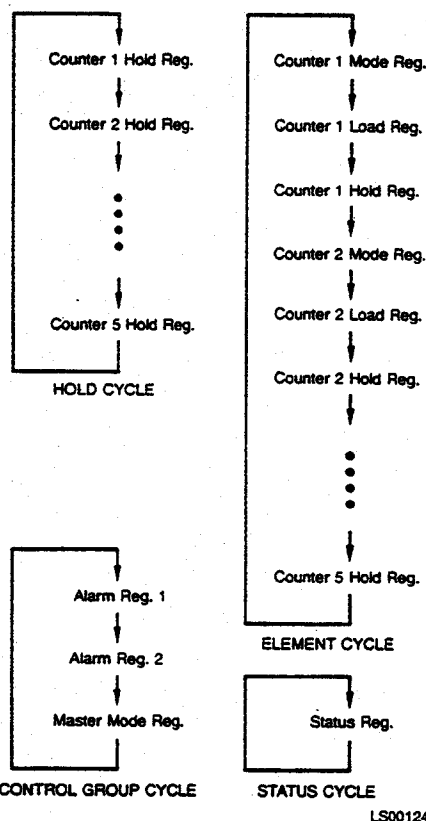 Counter 1 Hold Reg.
Counter 2 Hold Reg.
Counter 5 Hold Reg.
HOLD CYCLE
Counter 1 Mode Reg.
Counter 1 Load Reg.
Counter 1 Hold Reg.
Counter 2 Mode Reg.
Counter 2 Load Reg.
Counter 2 Hold Reg.
Counter 5 Hold Reg.
ELEMENT CYCLE
Alarm Reg. 1
Alarm Reg. 2
Master Mode Reg.
CONTROL GROUP CYCLE
Status Reg.
STATUS CYCLE
LS00124